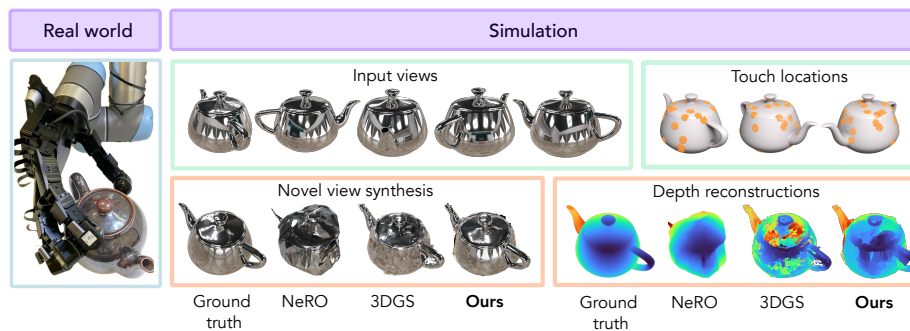 Real world
Simulation
Input views
Touch locations
Novel view synthesis
Depth reconstructions
Ground truth
NeRO
3DGS
Ours
Ground truth
NeRO
3DGS
Ours